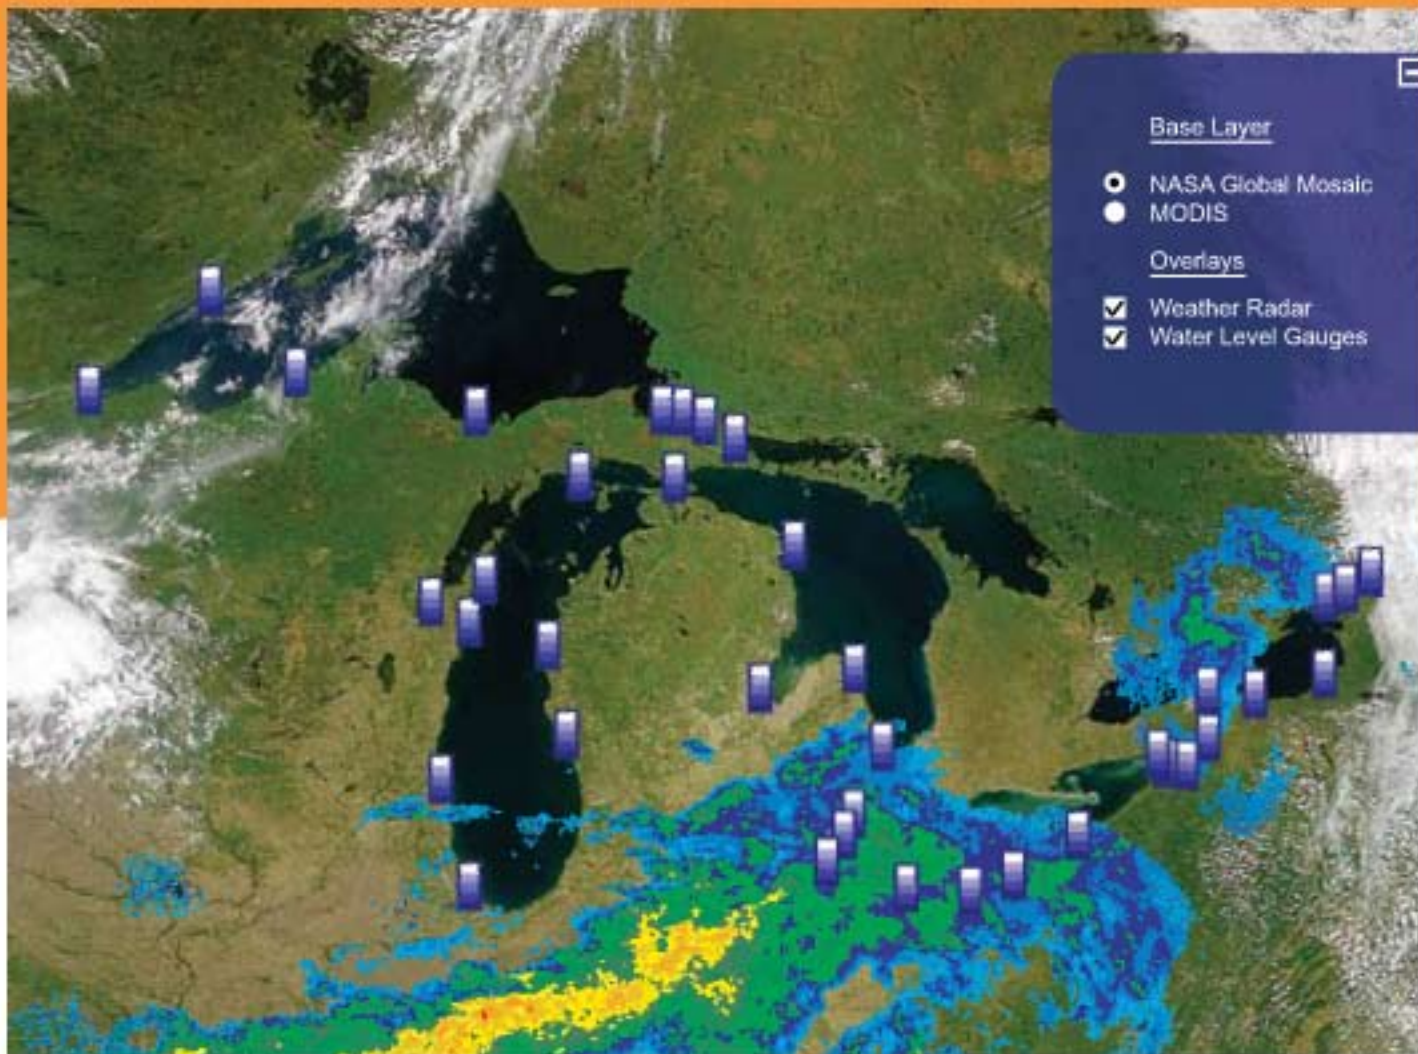 Base Layer
NASA Global Mosaic
MODIS
Overlays
Weather Radar
Water Level Gauges